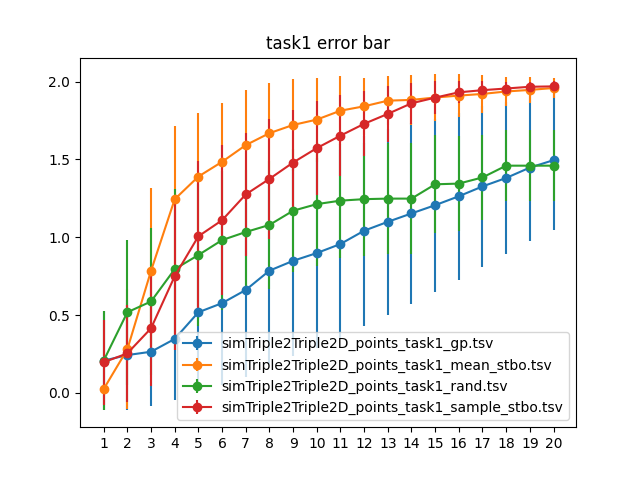 task1 error bar
2.0
1.5
1.0
0.5
0.0
simTriple2Triple2D_points_task1_gp.tsv
simTriple2Triple2D_points_task1_mean_stbo.tsv
simTriple2Triple2D_points_task1_rand.tsv
simTriple2Triple2D_points_task1_sample_stbo.tsv
1 2 3 4 5 6 7 8 9 10 11 12 13 14 15 16 17 18 19 20